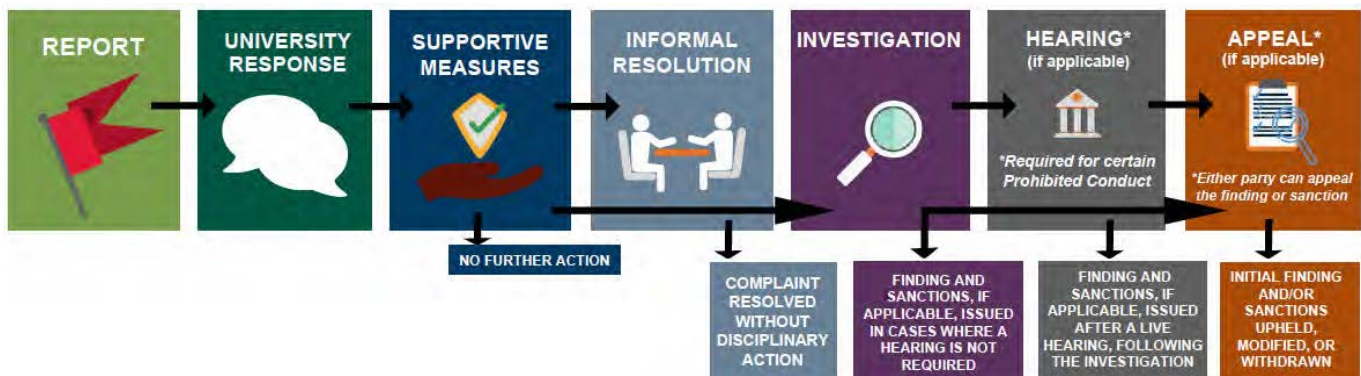 REPORT
UNIVERSITY
RESPONSE
SUPPORTIVE
MEASURES
INFORMAL
RESOLUTION
INVESTIGATION
HEARING*
(if applicable)
*Required for certain
Prohibited Conduct
APPEAL*
(if applicable)
*Either party can appeal
the finding or sanction
NO FURTHER ACTION
COMPLAINT
RESOLVED
WITHOUT
DISCIPLINARY
ACTION
FINDING AND
SANCTIONS, IF
APPLICABLE, ISSUED
IN CASES WHERE A
HEARING IS NOT
REQUIRED
FINDING AND
SANCTIONS, IF
APPLICABLE, ISSUED
AFTER A LIVE
HEARING, FOLLOWING
THE INVESTIGATION
INITIAL FINDING
AND/OR
SANCTIONS
UPHELD,
MODIFIED, OR
WITHDRAWN